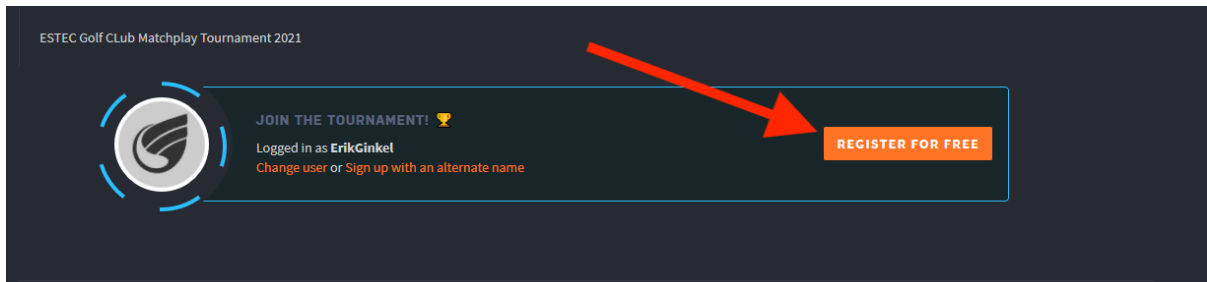 ESTEC Golf CLub Matchplay Tournament 2021
JOIN THE TOURNAMENT! 🏆
Logged in as ErikGinkel
Change user or Sign up with an alternate name
REGISTER FOR FREE